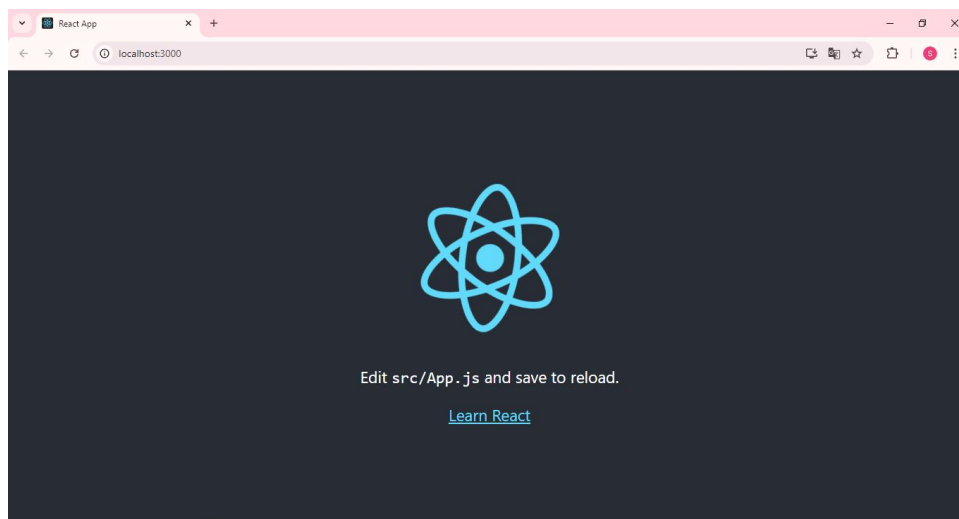 React App
localhost:3000
S
Edit src/App.js and save to reload.
Learn React